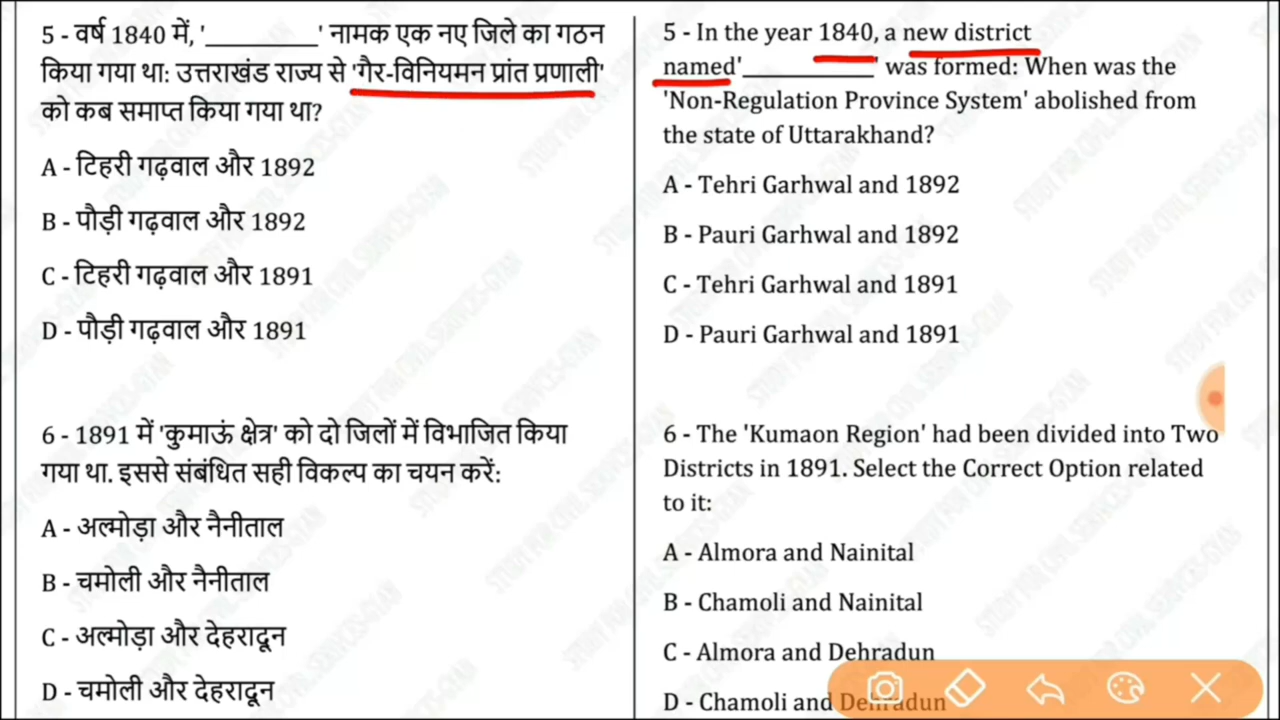 5 - वर्ष 1840 में, '__________' नामक एक नए जिले का गठन
किया गया था: उत्तराखंड राज्य से 'गैर-विनियमन प्रांत प्रणाली'
को कब समाप्त किया गया था?
A - टिहरी गढ़वाल और 1892
B - पौड़ी गढ़वाल और 1892
C - टिहरी गढ़वाल और 1891
D - पौड़ी गढ़वाल और 1891
6 - 1891 में 'कुमाऊं क्षेत्र' को दो जिलों में विभाजित किया
गया था. इससे संबंधित सही विकल्प का चयन करें:
A - अल्मोड़ा और नैनीताल
B - चमोली और नैनीताल
C - अल्मोड़ा और देहरादून
D - चमोली और देहरादून
5 - In the year 1840, a new district
named'____________' was formed: When was the
'Non-Regulation Province System' abolished from
the state of Uttarakhand?
A - Tehri Garhwal and 1892
B - Pauri Garhwal and 1892
C - Tehri Garhwal and 1891
D - Pauri Garhwal and 1891
6 - The 'Kumaon Region' had been divided into Two
Districts in 1891. Select the Correct Option related
to it:
A - Almora and Nainital
B - Chamoli and Nainital
C - Almora and Dehradun
D - Chamoli and Dehradun